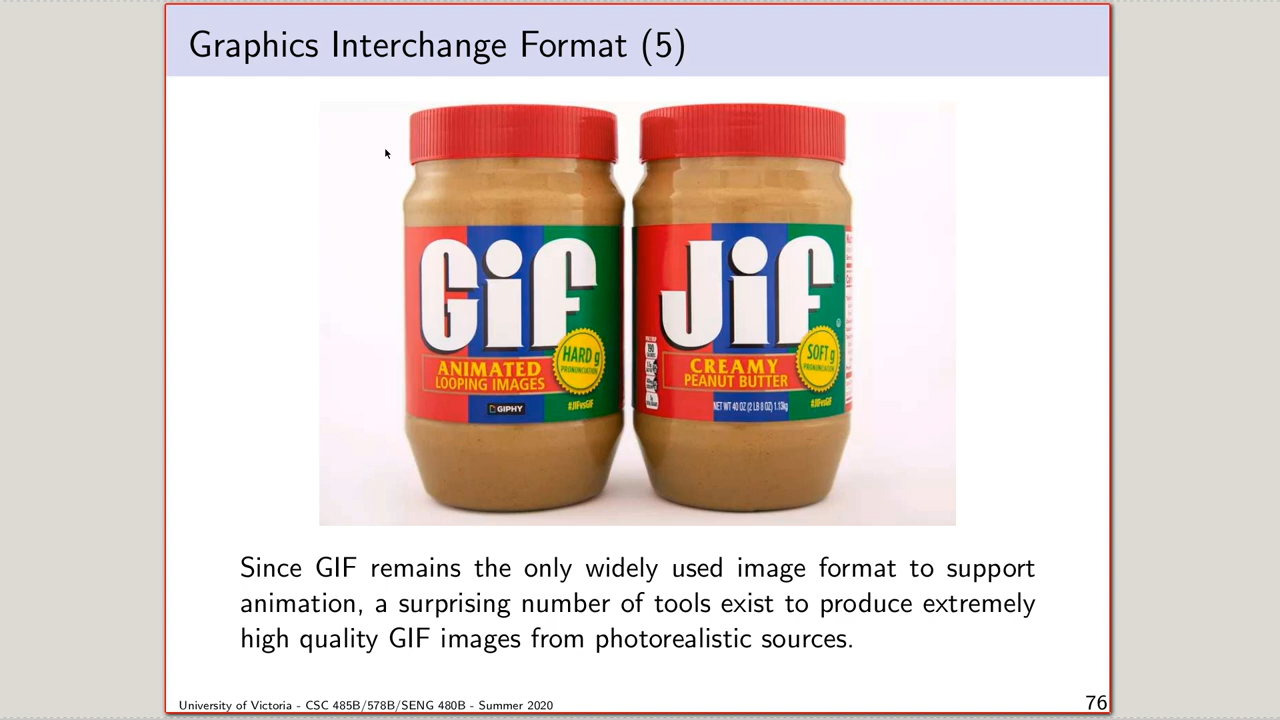 Graphics Interchange Format (5)
Gif
ANIMATED
LOOPING IMAGES
HARD g
PRONUNCIATION
GIPHY
#JIFvsGIF
Jif
CREAMY
PEANUT BUTTER
SOFT g
PRONUNCIATION
190
NET WT 40 OZ (2 LB 8 OZ) 1.13kg
#JIFvsGIF
Since GIF remains the only widely used image format to support
animation, a surprising number of tools exist to produce extremely
high quality GIF images from photorealistic sources.
University of Victoria - CSC 485B/578B/SENG 480B - Summer 2020
76